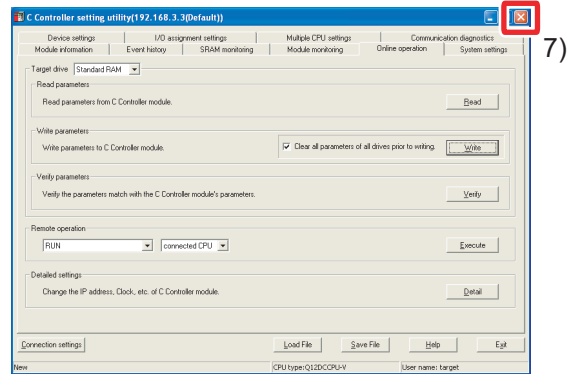 C Controller setting utility(192.168.3.3(Default))
7)
Device settings I/O assignment settings Multiple CPU settings Communication diagnostics
Module information Event history SRAM monitoring Module monitoring Online operation System settings
Target drive Standard RAM
Read parameters
Read parameters from C Controller module. Read
Write parameters
Write parameters to C Controller module. Clear all parameters of all drives prior to writing. Write
Verify parameters
Verify the parameters match with the C Controller module's parameters. Verify
Remote operation
RUN connected CPU Execute
Detailed settings
Change the IP address, Clock, etc. of C Controller module. Detail
Connection settings Load File Save File Help Exit
New CPU type:Q12DCCPU-V User name: target